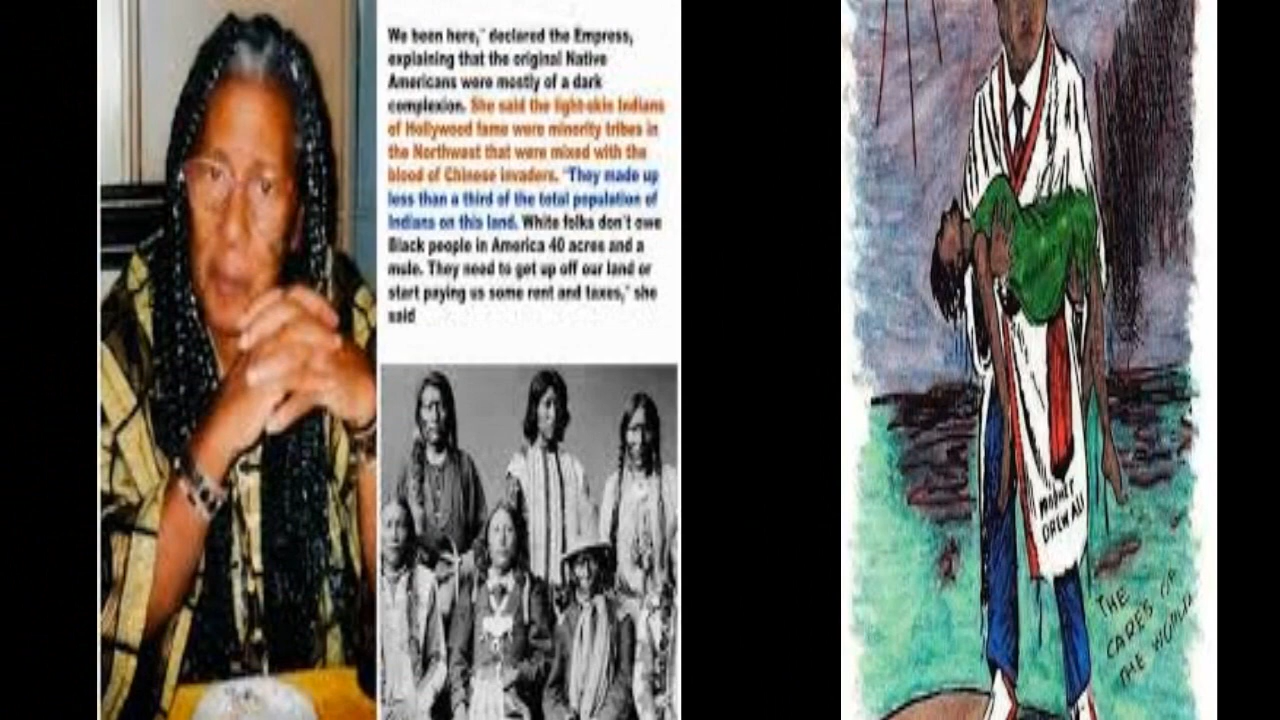 We been here," declared the Empress,
explaining that the original Native
Americans were mostly of a dark
complexion. She said the light-skin Indians
of Hollywood fame were minority tribes in
the Northwest that were mixed with the
blood of Chinese invaders. "They made up
less than a third of the total population of
Indians on this land. White folks don't owe
Black people in America 40 acres and a
mule. They need to get up off our land or
start paying us some rent and taxes," she
said
DREW ALI
THE
CARES OF
THE WORLD